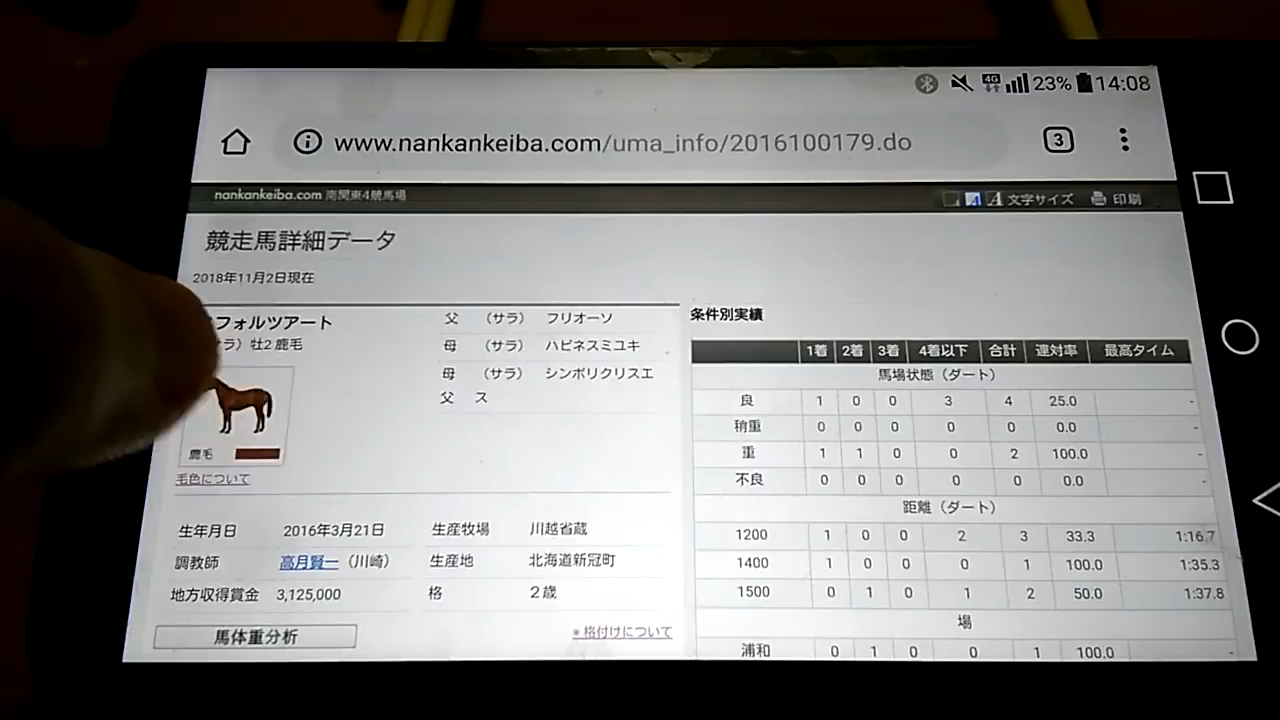 4G 23% 14:08
www.nankankeiba.com/uma_info/2016100179.do 3
nankankeiba.com 南関東4競馬場 A A 文字サイズ 印刷
競走馬詳細データ
2018年11月2日現在
フォルツアート
ラ）牡2 鹿毛
鹿毛
毛色について
父 （サラ） フリオーソ
母 （サラ） ハピネスミユキ
母 （サラ） シンボリクリスエ
父 ス
生年月日 2016年3月21日 生産牧場 川越省蔵
調教師 高月賢一（川崎） 生産地 北海道新冠町
地方収得賞金 3,125,000 格 2歳
馬体重分析 ※格付けについて
条件別実績
1着 2着 3着 4着以下 合計 連対率 最高タイム
馬場状態（ダート）
良 1 0 0 3 4 25.0 -
稍重 0 0 0 0 0 0.0 -
重 1 1 0 0 2 100.0 -
不良 0 0 0 0 0 0.0 -
距離（ダート）
1200 1 0 0 2 3 33.3 1:16.7
1400 1 0 0 0 1 100.0 1:35.3
1500 0 1 0 1 2 50.0 1:37.8
場
浦和 0 1 0 0 1 100.0 -